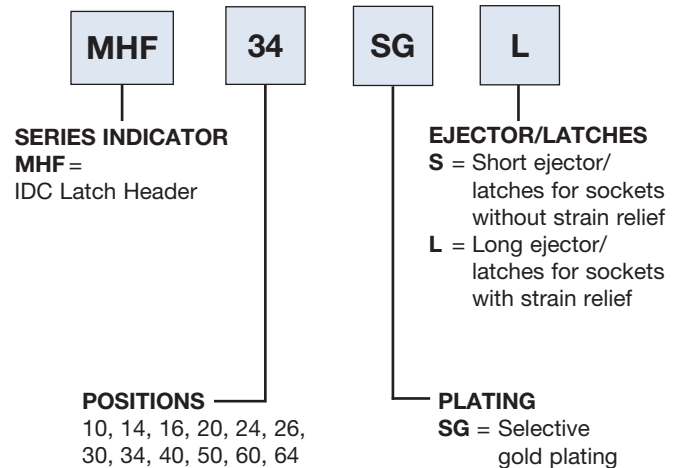 MHF 34 SG L
SERIES INDICATOR
MHF =
IDC Latch Header
EJECTOR/LATCHES
S = Short ejector/
latches for sockets
without strain relief
L = Long ejector/
latches for sockets
with strain relief
POSITIONS
10, 14, 16, 20, 24, 26,
30, 34, 40, 50, 60, 64
PLATING
SG = Selective
gold plating